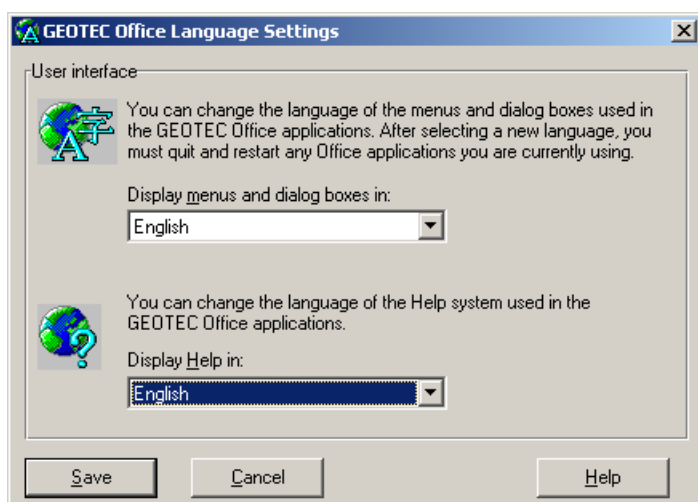 GEOTEC Office Language Settings
User interface
You can change the language of the menus and dialog boxes used in
the GEOTEC Office applications. After selecting a new language, you
must quit and restart any Office applications you are currently using.
Display menus and dialog boxes in:
English
You can change the language of the Help system used in the
GEOTEC Office applications.
Display Help in:
English
Save Cancel Help